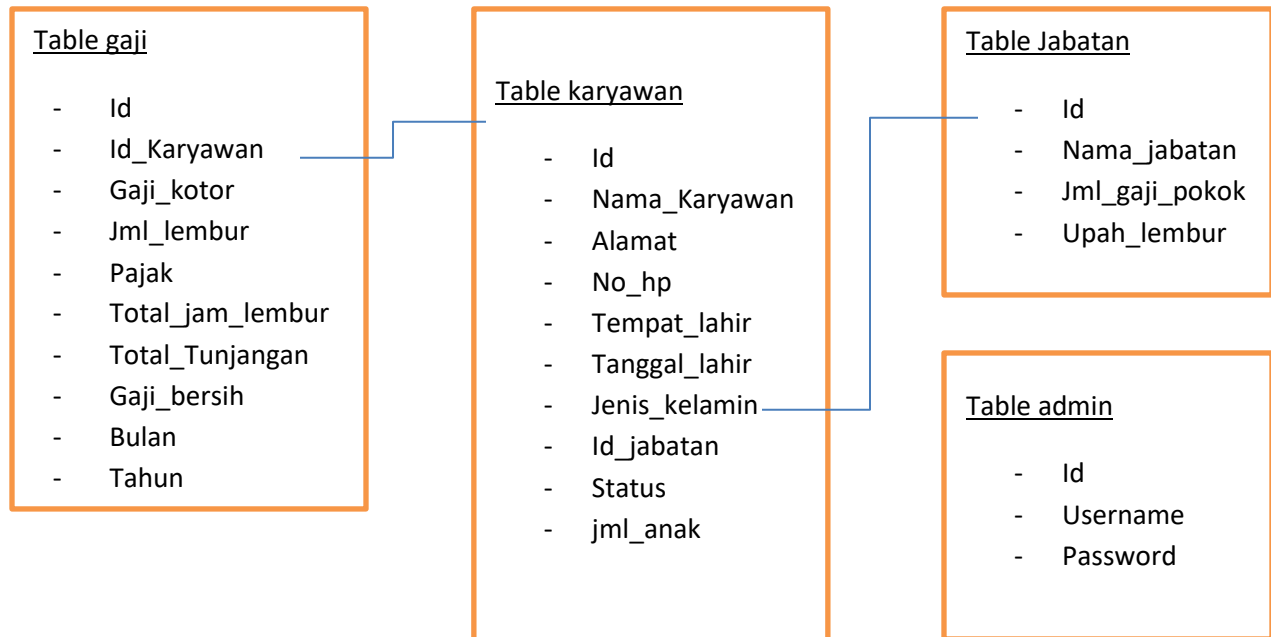 Table gaji
- Id
- Id_Karyawan
- Gaji_kotor
- Jml_lembur
- Pajak
- Total_jam_lembur
- Total_Tunjangan
- Gaji_bersih
- Bulan
- Tahun
Table karyawan
- Id
- Nama_Karyawan
- Alamat
- No_hp
- Tempat_lahir
- Tanggal_lahir
- Jenis_kelamin
- Id_jabatan
- Status
- jml_anak
Table Jabatan
- Id
- Nama_jabatan
- Jml_gaji_pokok
- Upah_lembur
Table admin
- Id
- Username
- Password